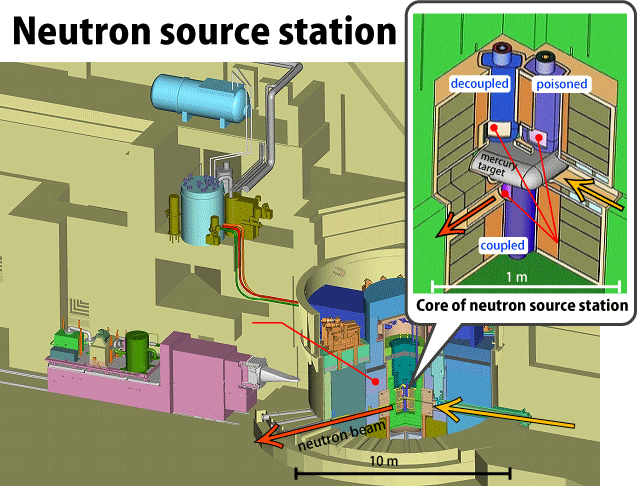 Neutron source station
decoupled
poisoned
mercury
target
coupled
1 m
Core of neutron source station
neutron beam
10 m